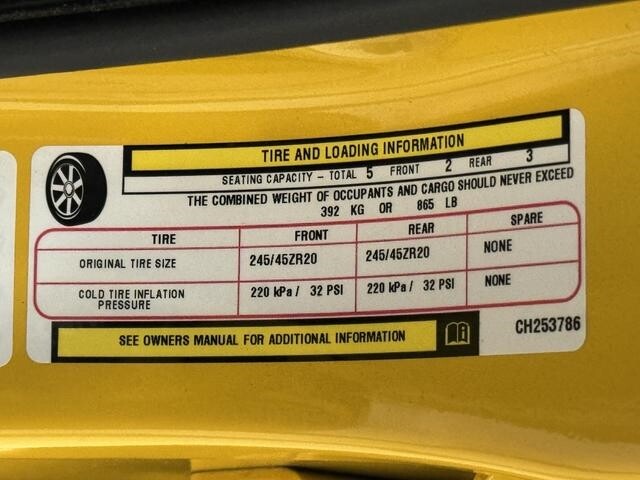 TIRE AND LOADING INFORMATION
SEATING CAPACITY - TOTAL 5 FRONT 2 REAR 3
THE COMBINED WEIGHT OF OCCUPANTS AND CARGO SHOULD NEVER EXCEED
392 KG OR 865 LB
TIRE FRONT REAR SPARE
ORIGINAL TIRE SIZE 245/45ZR20 245/45ZR20 NONE
COLD TIRE INFLATION PRESSURE 220 kPa / 32 PSI 220 kPa / 32 PSI NONE
SEE OWNERS MANUAL FOR ADDITIONAL INFORMATION
CH253786